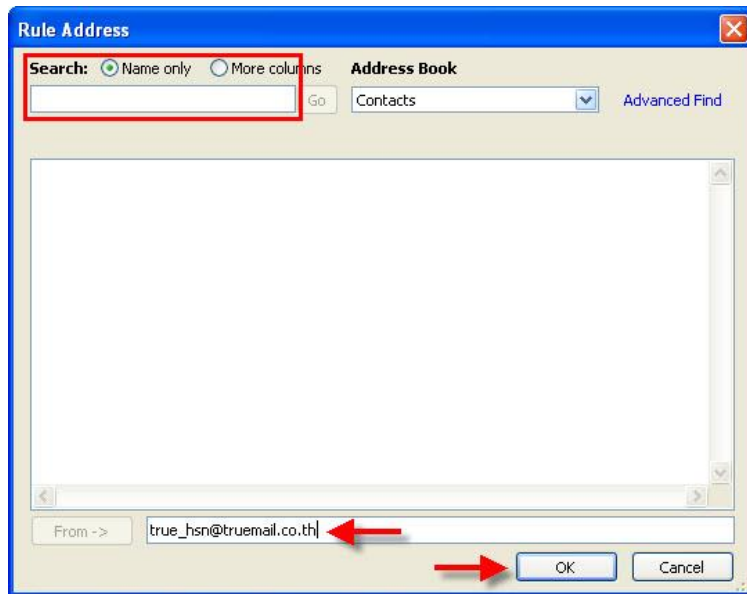 Rule Address
Search: Name only More columns Address Book
Go Contacts Advanced Find
From -> true_hsn@truemail.co.th
OK Cancel